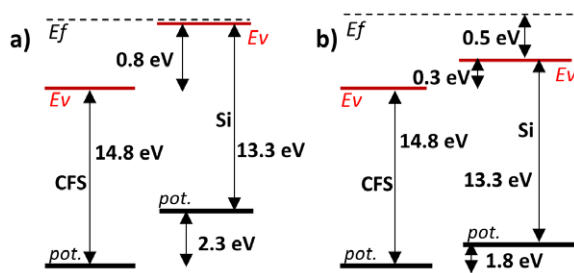 a)
Ef
Ev
0.8 eV
Ev
Si
14.8 eV
13.3 eV
CFS
pot.
pot.
2.3 eV
b)
Ef
0.5 eV
Ev
0.3 eV
Ev
Si
14.8 eV
CFS
13.3 eV
pot.
pot.
1.8 eV